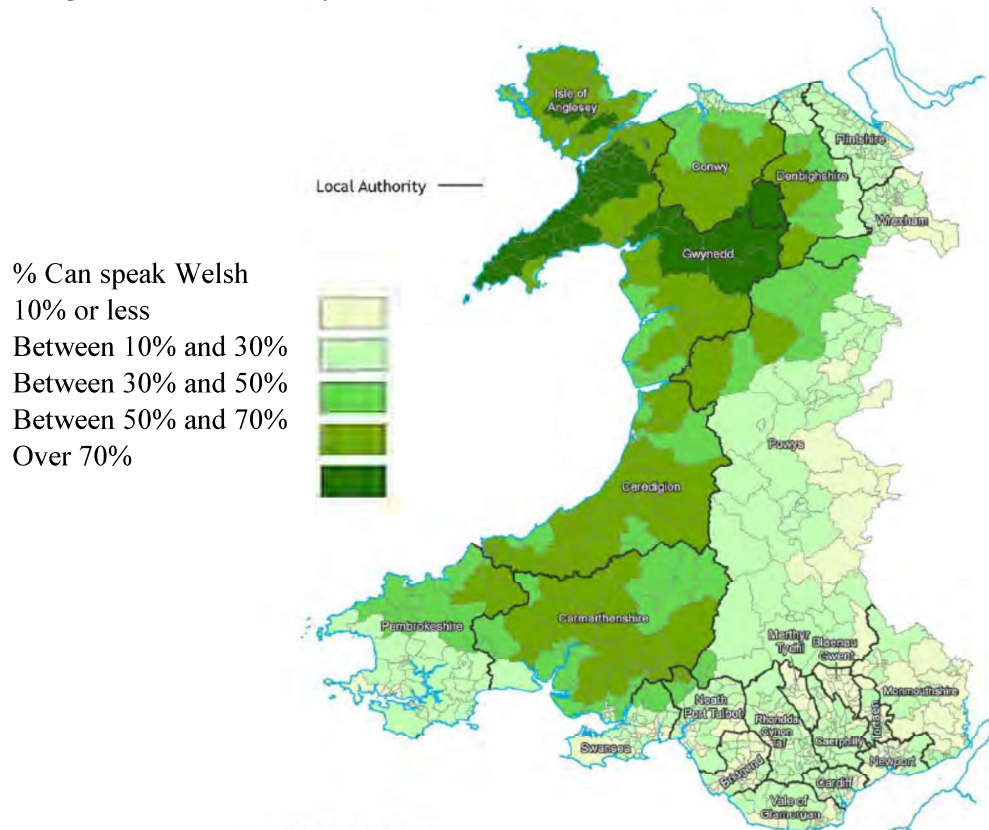 Isle of
Anglesey
Conwy
Flintshire
Denbighshire
Local Authority
Wrexham
Gwynedd
% Can speak Welsh
10% or less
Between 10% and 30%
Between 30% and 50%
Between 50% and 70%
Over 70%
Powys
Ceredigion
Carmarthenshire
Pembrokeshire
Merthyr
Tydfil
Blaenau
Gwent
Monmouthshire
Neath
Port Talbot
Rhondda
Cynon
Taf
Torfaen
Caerphilly
Swansea
Newport
Bridgend
Cardiff
Vale of
Glamorgan